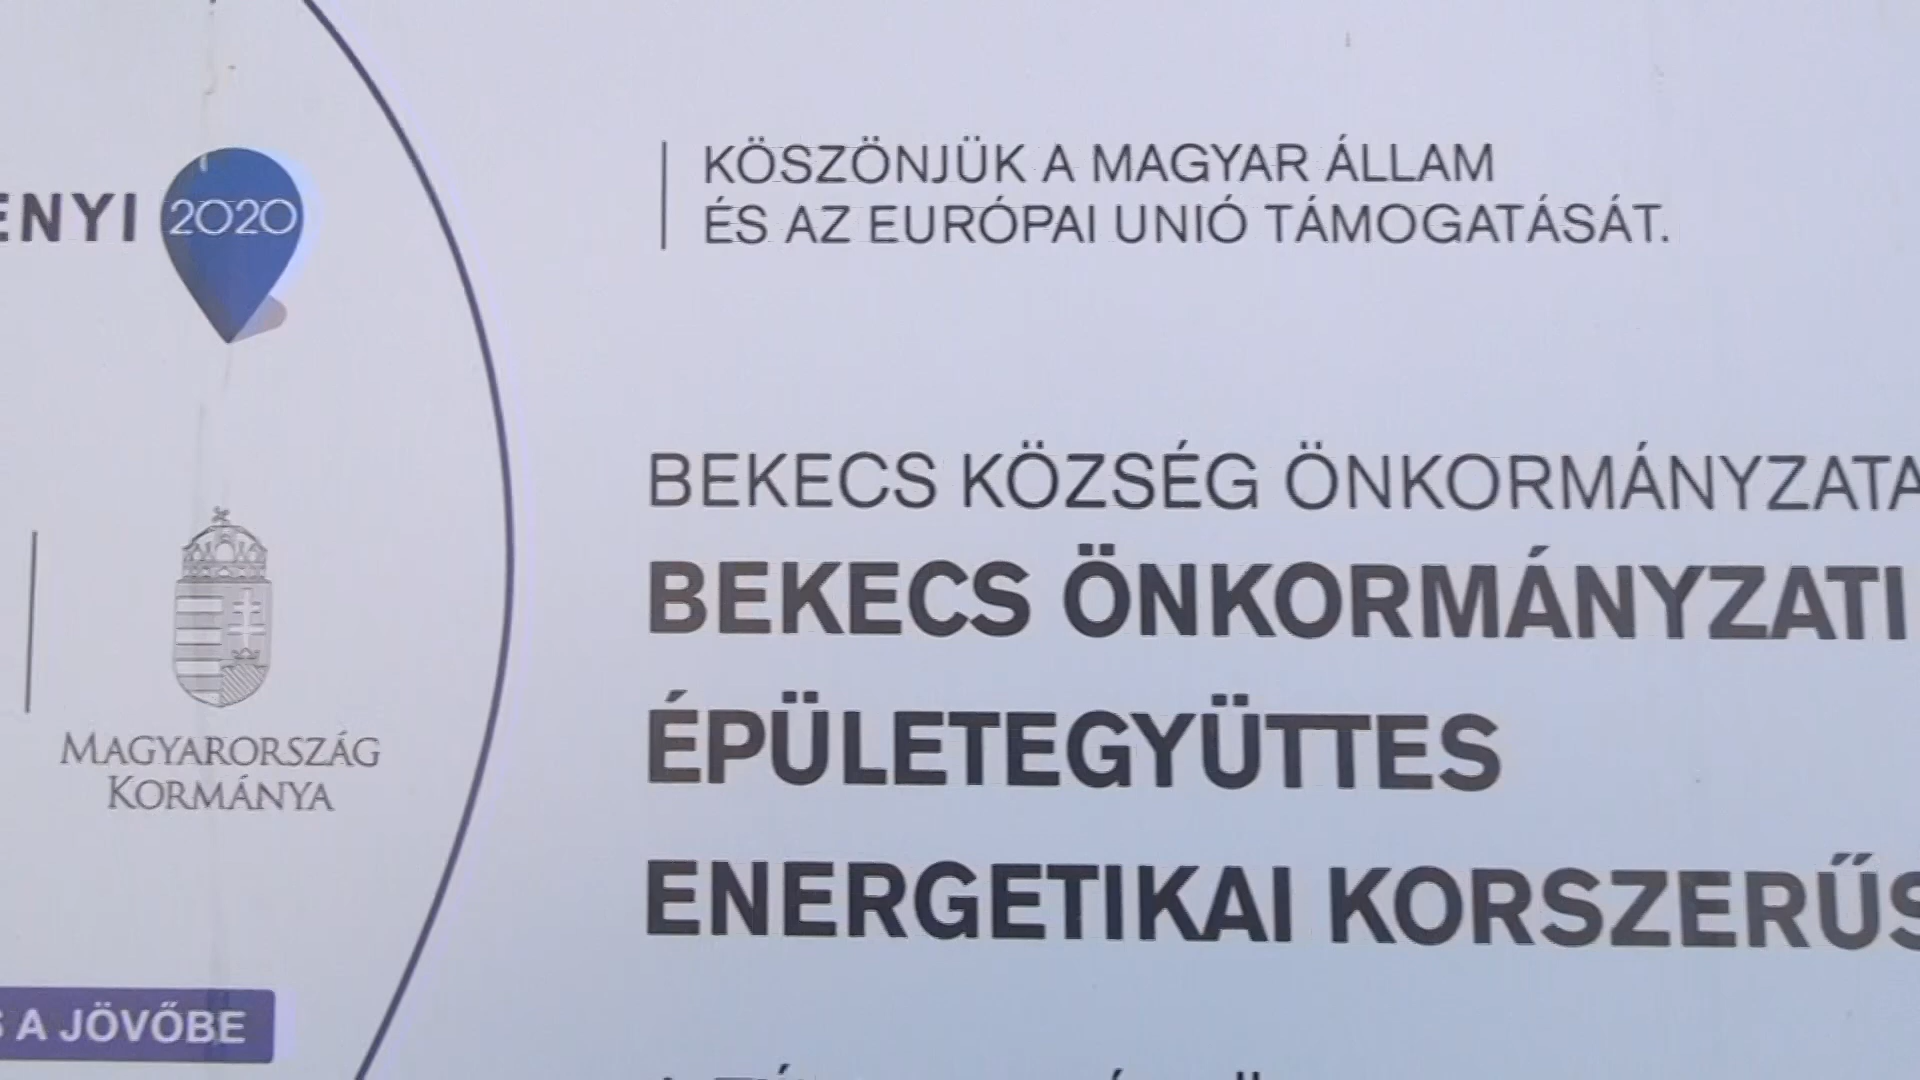 KÖSZÖNJÜK A MAGYAR ÁLLAM
ÉS AZ EURÓPAI UNIÓ TÁMOGATÁSÁT.
ENYI 2020
BEKECS KÖZSÉG ÖNKORMÁNYZATA
BEKECS ÖNKORMÁNYZATI
ÉPÜLETEGYÜTTES
ENERGETIKAI KORSZERŰS
MAGYARORSZÁG
KORMÁNYA
S A JÖVŐBE